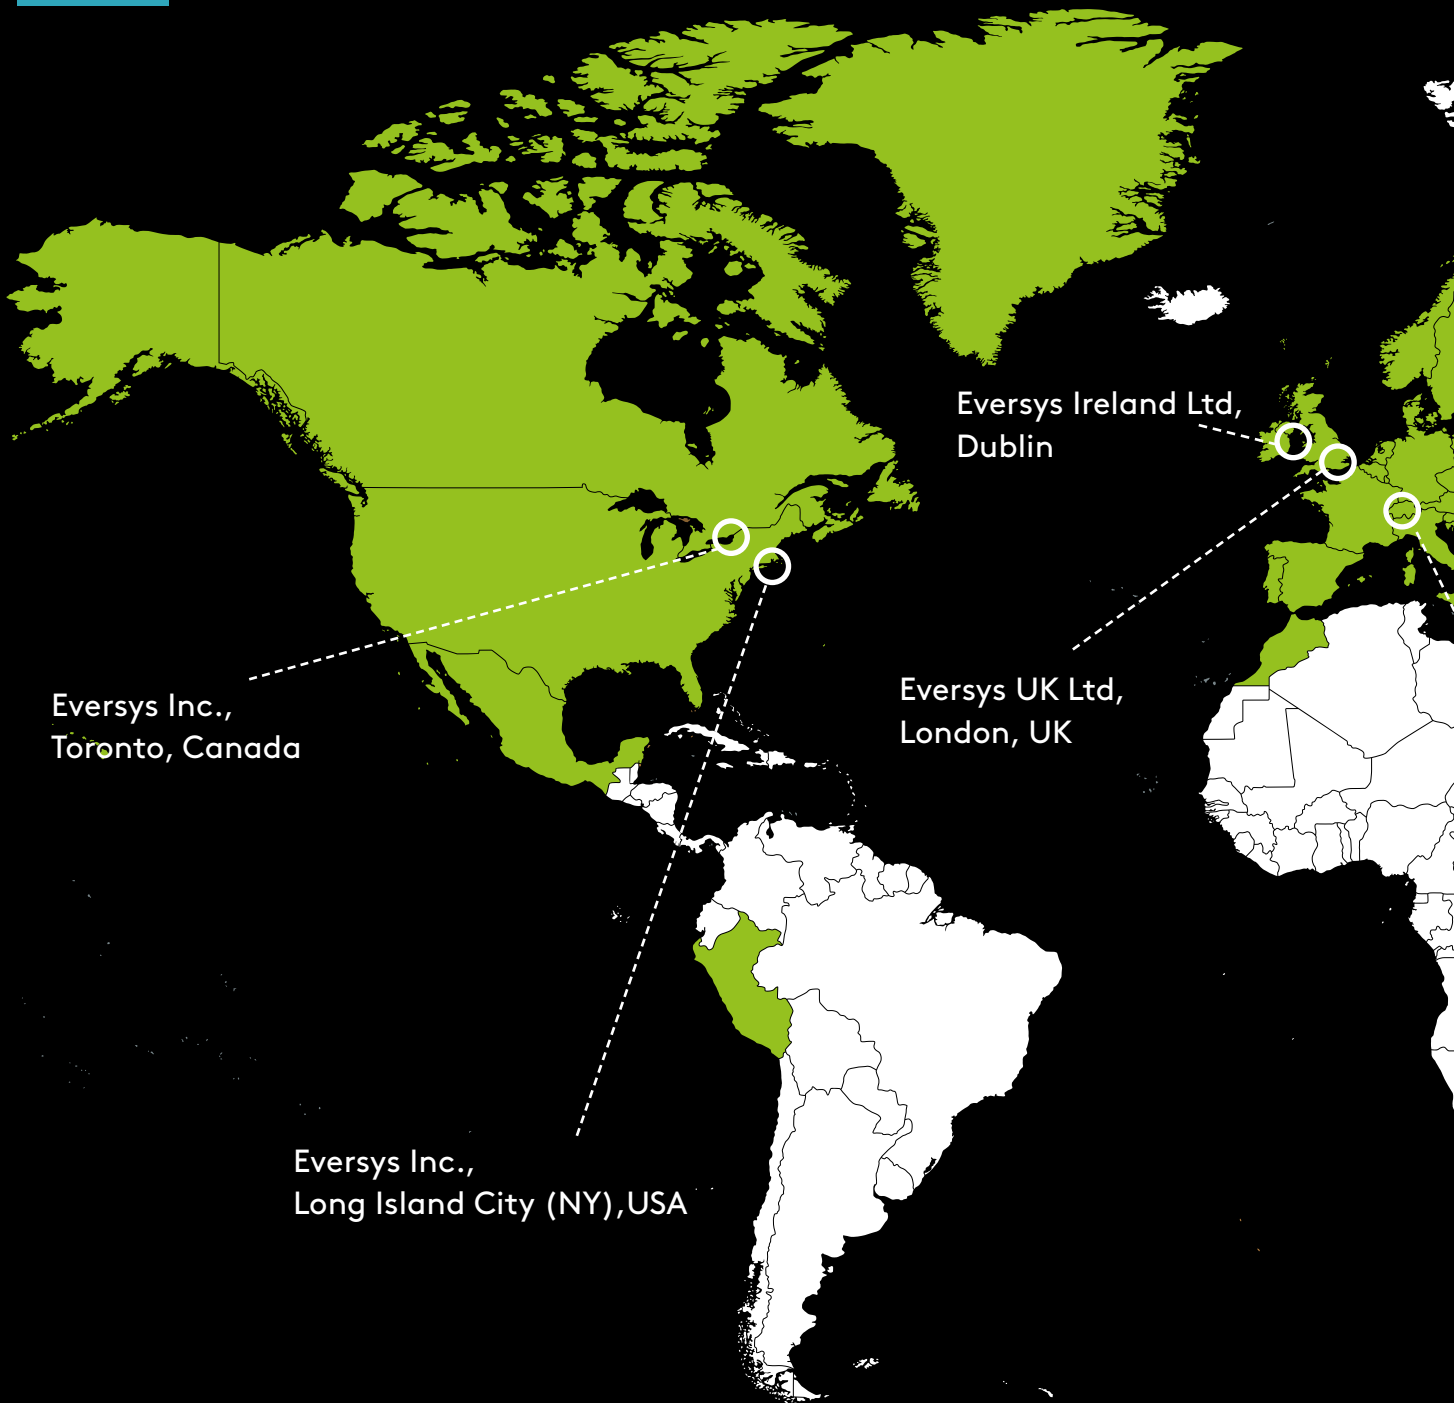 Eversys Ireland Ltd,
Dublin
Eversys Inc.,
Toronto, Canada
Eversys UK Ltd,
London, UK
Eversys Inc.,
Long Island City (NY),USA